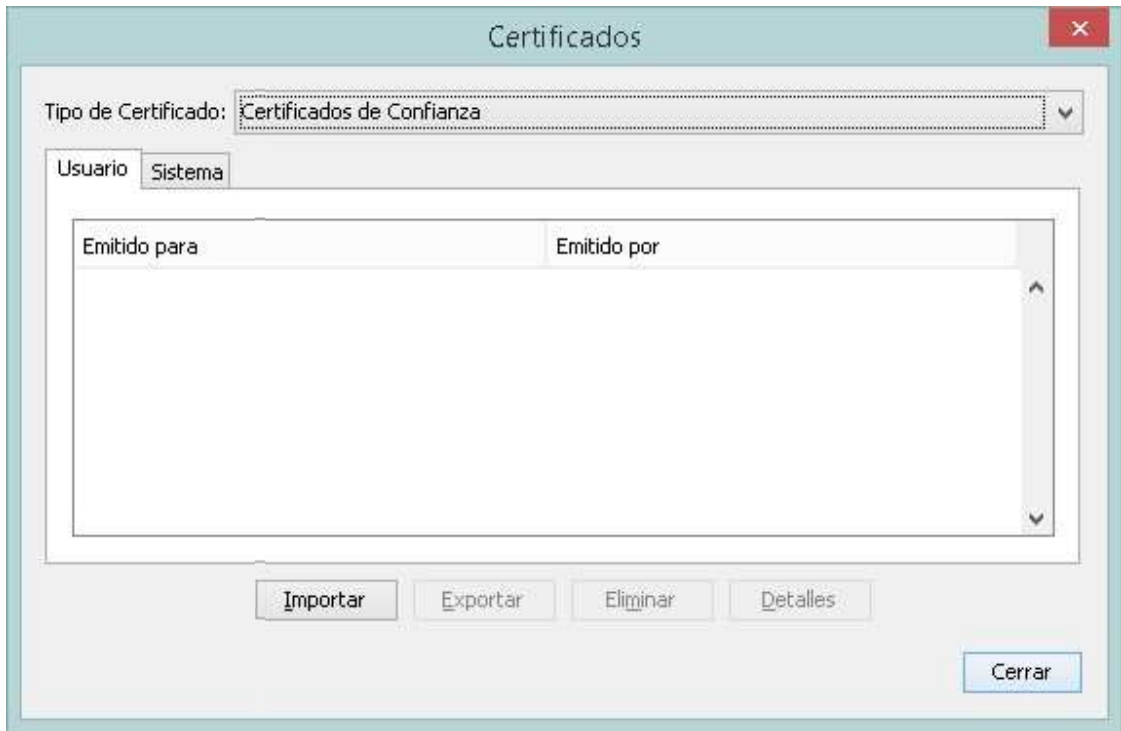 Certificados
Tipo de Certificado: Certificados de Confianza
Usuario Sistema
Emitido para Emitido por
Importar Exportar Eliminar Detalles
Cerrar